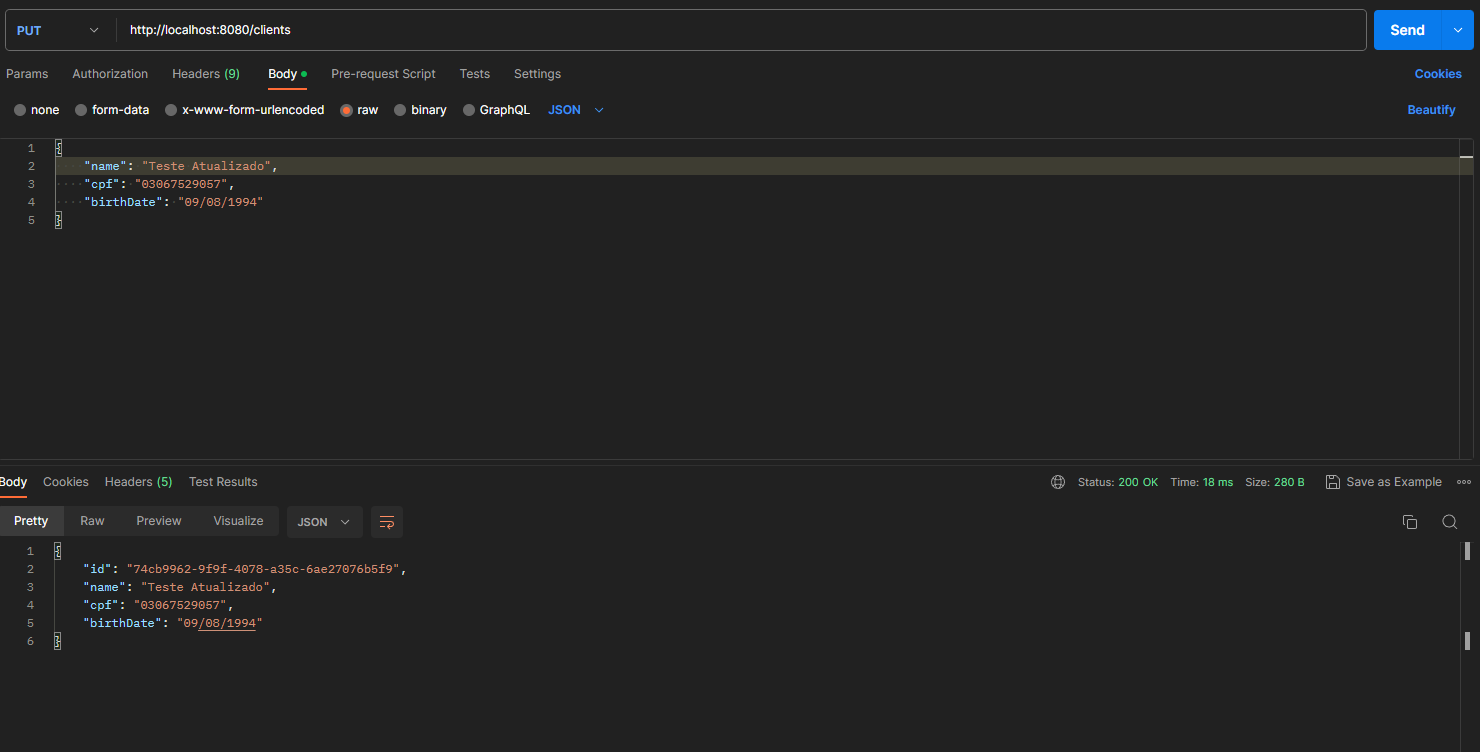 PUT http://localhost:8080/clients Send
Params Authorization Headers (9) Body Pre-request Script Tests Settings Cookies
none form-data x-www-form-urlencoded raw binary GraphQL JSON Beautify
1 {
2 "name": "Teste Atualizado",
3 "cpf": "03067529057",
4 "birthDate": "09/08/1994"
5 }
Body Cookies Headers (5) Test Results Status: 200 OK Time: 18 ms Size: 280 B Save as Example
Pretty Raw Preview Visualize JSON
1 {
2 "id": "74cb9962-9f9f-4078-a35c-6ae27076b5f9",
3 "name": "Teste Atualizado",
4 "cpf": "03067529057",
5 "birthDate": "09/08/1994"
6 }